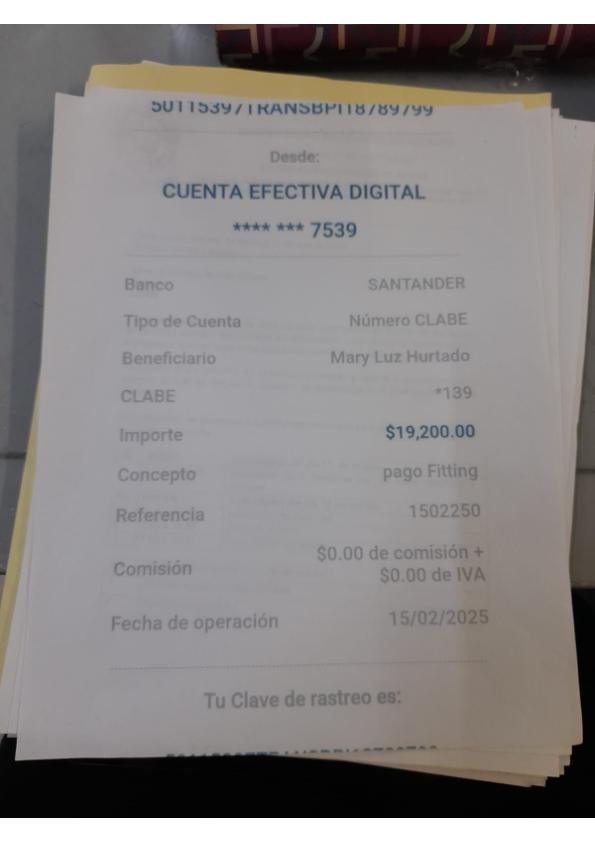 Desde:
CUENTA EFECTIVA DIGITAL
**** *** 7539
Banco SANTANDER
Tipo de Cuenta Número CLABE
Beneficiario Mary Luz Hurtado
CLABE *139
Importe $19,200.00
Concepto pago Fitting
Referencia 1502250
Comisión $0.00 de comisión +
$0.00 de IVA
Fecha de operación 15/02/2025
Tu Clave de rastreo es: